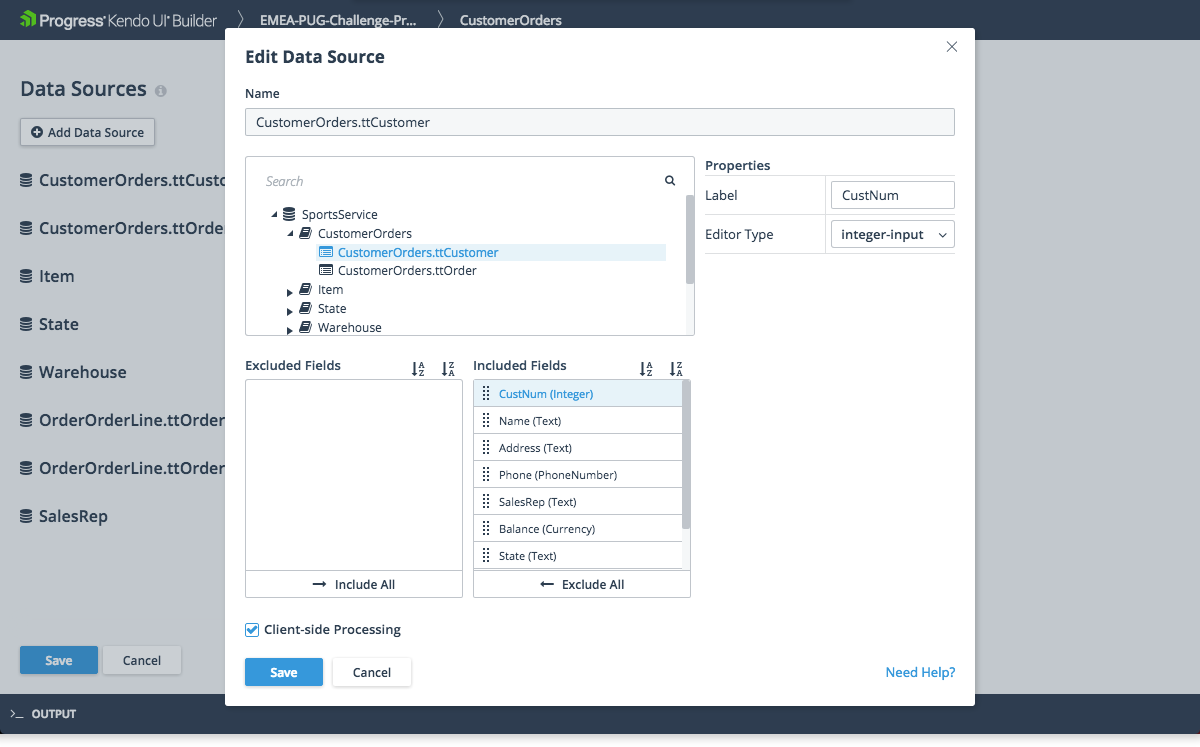 Progress Kendo UI Builder
EMEA-PUG-Challenge-Pr...
CustomerOrders
Data Sources
Add Data Source
CustomerOrders.ttCusto
CustomerOrders.ttOrde
Item
State
Warehouse
OrderOrderLine.ttOrder
OrderOrderLine.ttOrder
SalesRep
Save
Cancel
Edit Data Source
Name
CustomerOrders.ttCustomer
Search
SportsService
CustomerOrders
CustomerOrders.ttCustomer
CustomerOrders.ttOrder
Item
State
Warehouse
Properties
Label
CustNum
Editor Type
integer-input
Excluded Fields
A
Z
Z
A
Include All
Included Fields
A
Z
Z
A
CustNum (Integer)
Name (Text)
Address (Text)
Phone (PhoneNumber)
SalesRep (Text)
Balance (Currency)
State (Text)
Exclude All
Client-side Processing
Save
Cancel
Need Help?
>_ OUTPUT